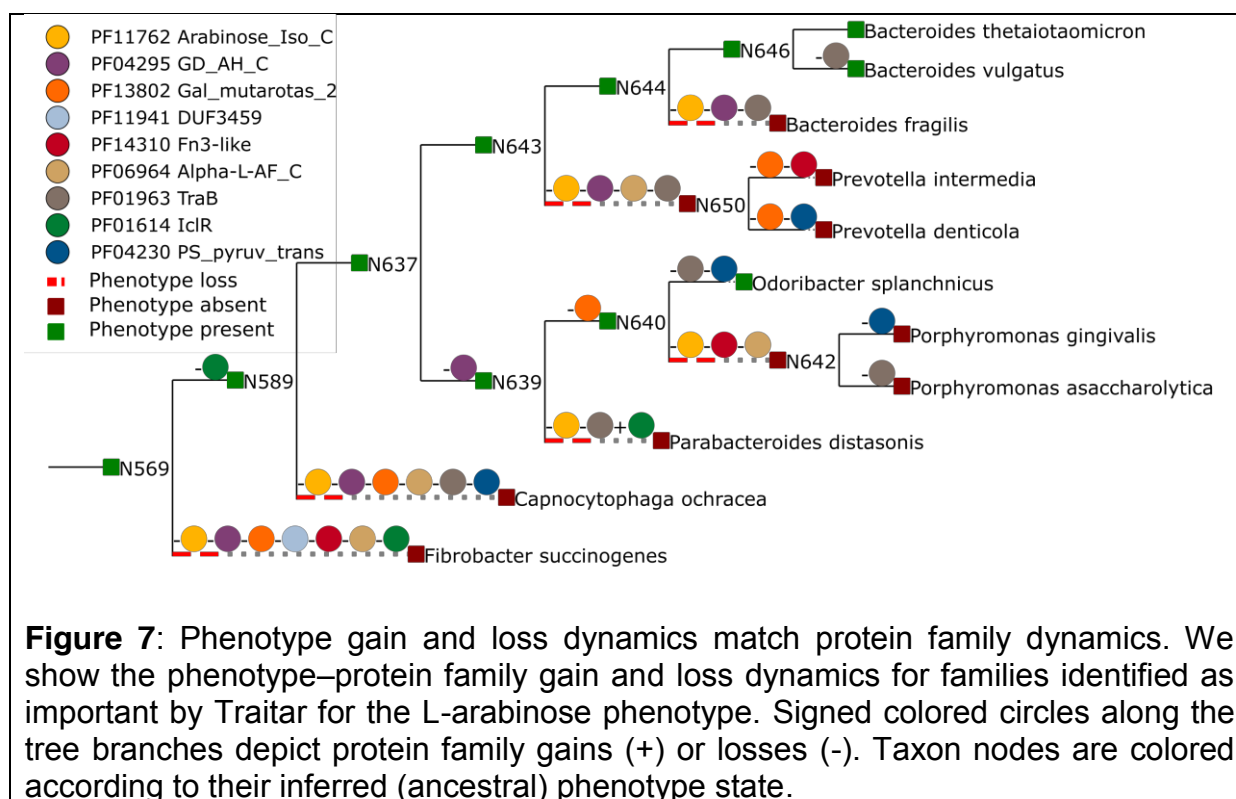 PF11762 Arabinose_Iso_C
PF04295 GD_AH_C
PF13802 Gal_mutarotas_2
PF11941 DUF3459
PF14310 Fn3-like
PF06964 Alpha-L-AF_C
PF01963 TraB
PF01614 IclR
PF04230 PS_pyruv_trans
Phenotype loss
Phenotype absent
Phenotype present
N646
Bacteroides thetaiotaomicron
-
Bacteroides vulgatus
N644
- - -
Bacteroides fragilis
N643
- - - -
N650
- -
Prevotella intermedia
- -
Prevotella denticola
N637
- -
Odoribacter splanchnicus
-
N640
- - -
N642
-
Porphyromonas gingivalis
-
Porphyromonas asaccharolytica
-
N639
- - +
Parabacteroides distasonis
-
N589
N569
- - - - - -
Capnocytophaga ochracea
- - - - - - -
Fibrobacter succinogenes
Figure 7: Phenotype gain and loss dynamics match protein family dynamics. We
show the phenotype–protein family gain and loss dynamics for families identified as
important by Traitar for the L-arabinose phenotype. Signed colored circles along the
tree branches depict protein family gains (+) or losses (-). Taxon nodes are colored
according to their inferred (ancestral) phenotype state.